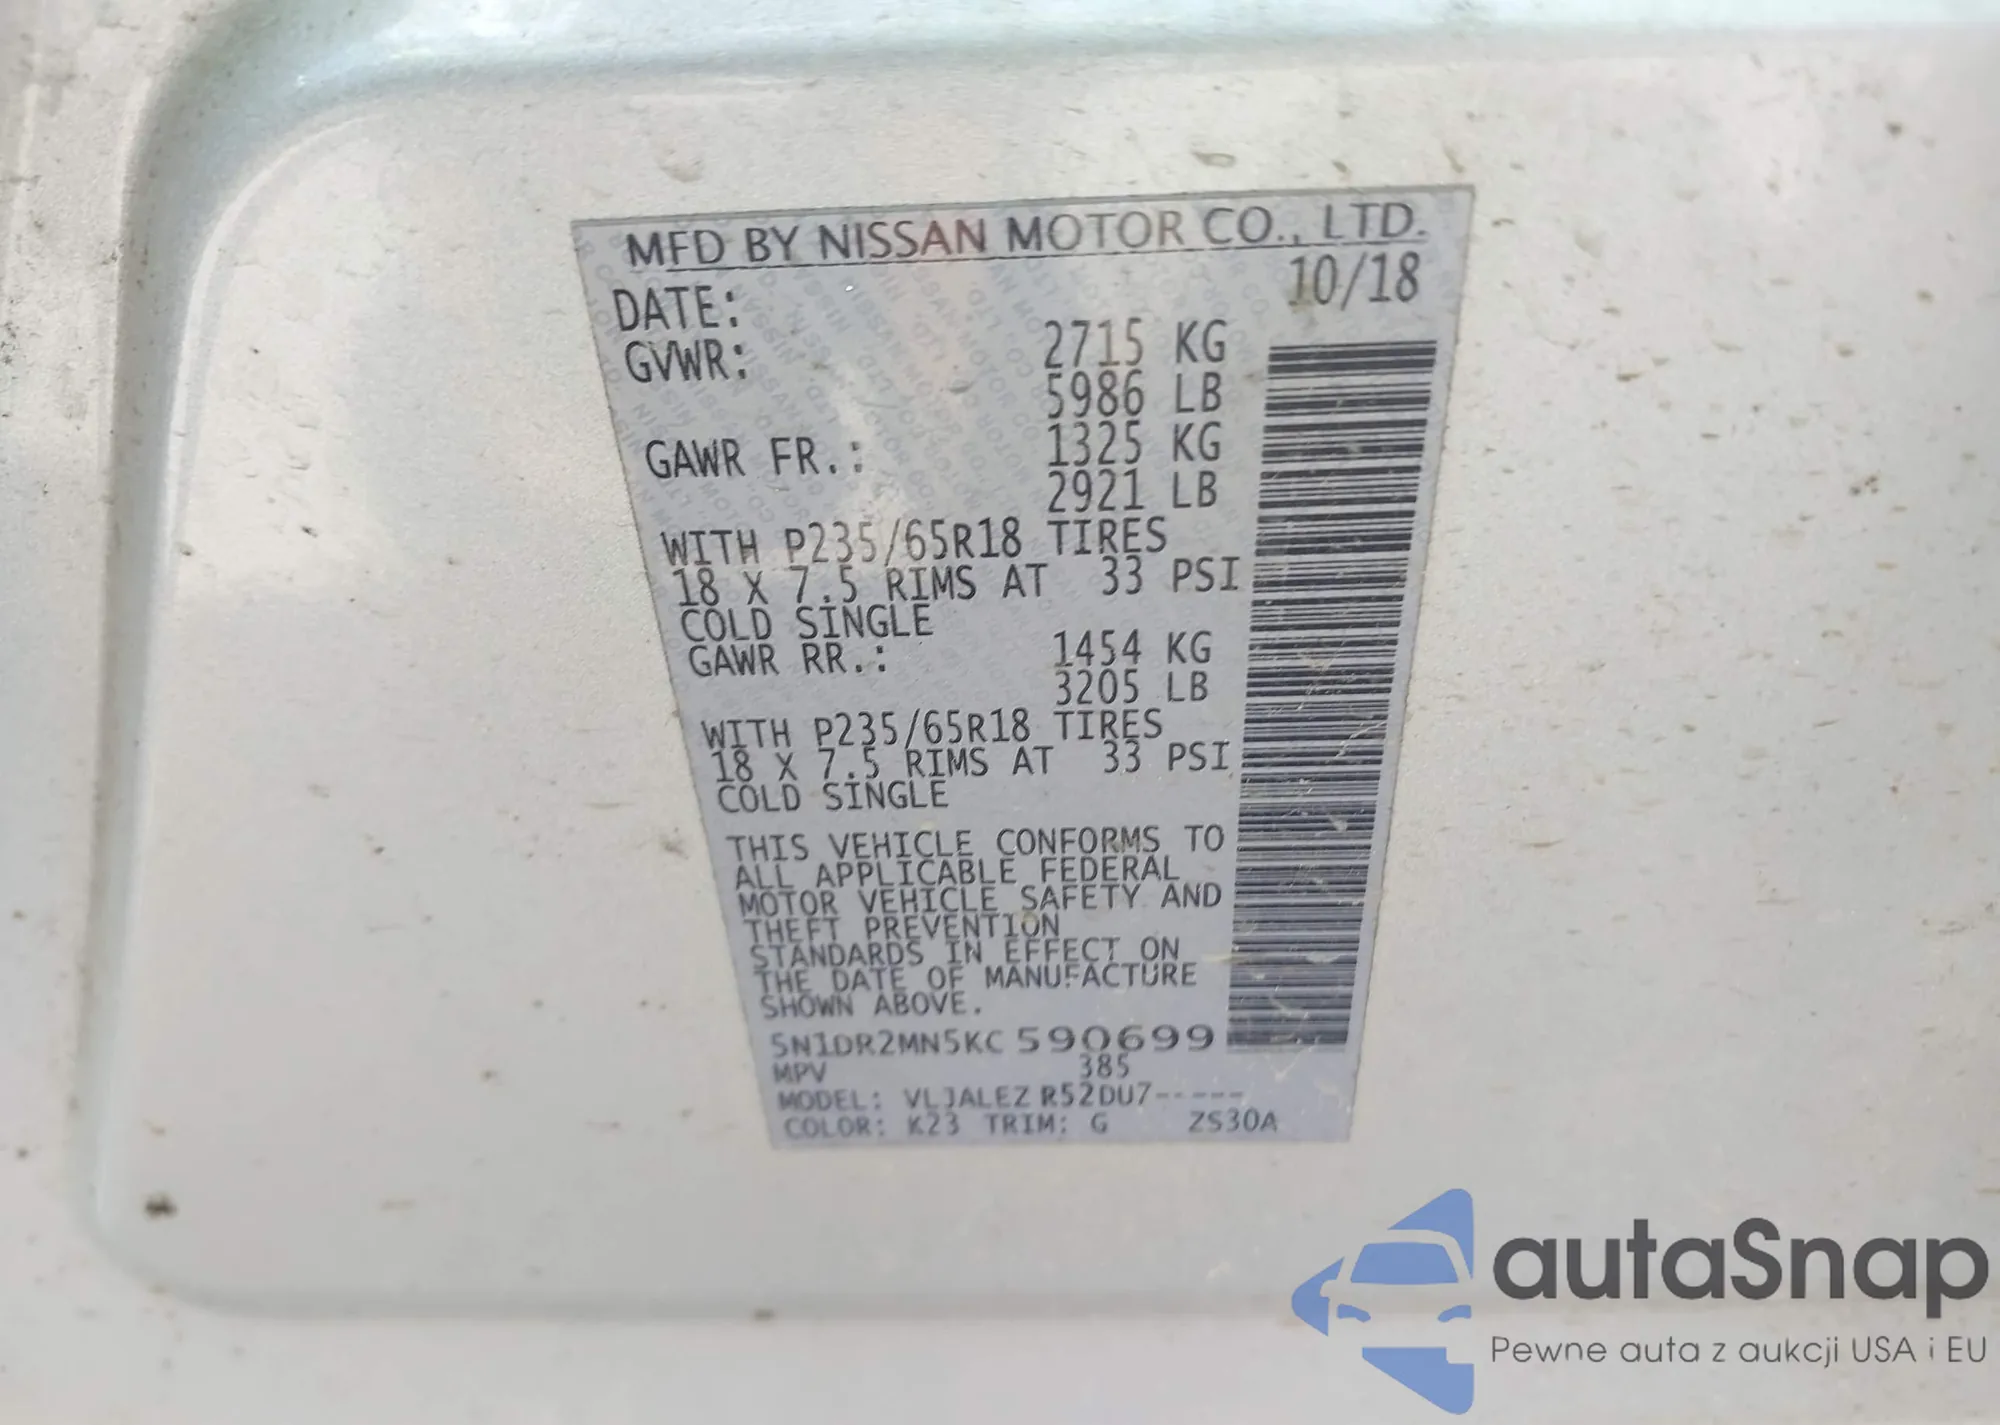 MFD BY NISSAN MOTOR CO., LTD.
DATE: 10/18
GVWR: 2715 KG
5986 LB
GAWR FR.: 1325 KG
2921 LB
WITH P235/65R18 TIRES
18 X 7.5 RIMS AT 33 PSI
COLD SINGLE
GAWR RR.: 1454 KG
3205 LB
WITH P235/65R18 TIRES
18 X 7.5 RIMS AT 33 PSI
COLD SINGLE
THIS VEHICLE CONFORMS TO
ALL APPLICABLE FEDERAL
MOTOR VEHICLE SAFETY AND
THEFT PREVENTION
STANDARDS IN EFFECT ON
THE DATE OF MANUFACTURE
SHOWN ABOVE.
5N1DR2MN5KC590699
MPV 385
MODEL: VLJALEZ R52DU7-----
COLOR: K23 TRIM: G ZS30A
autaSnap
Pewne auta z aukcji USA i EU